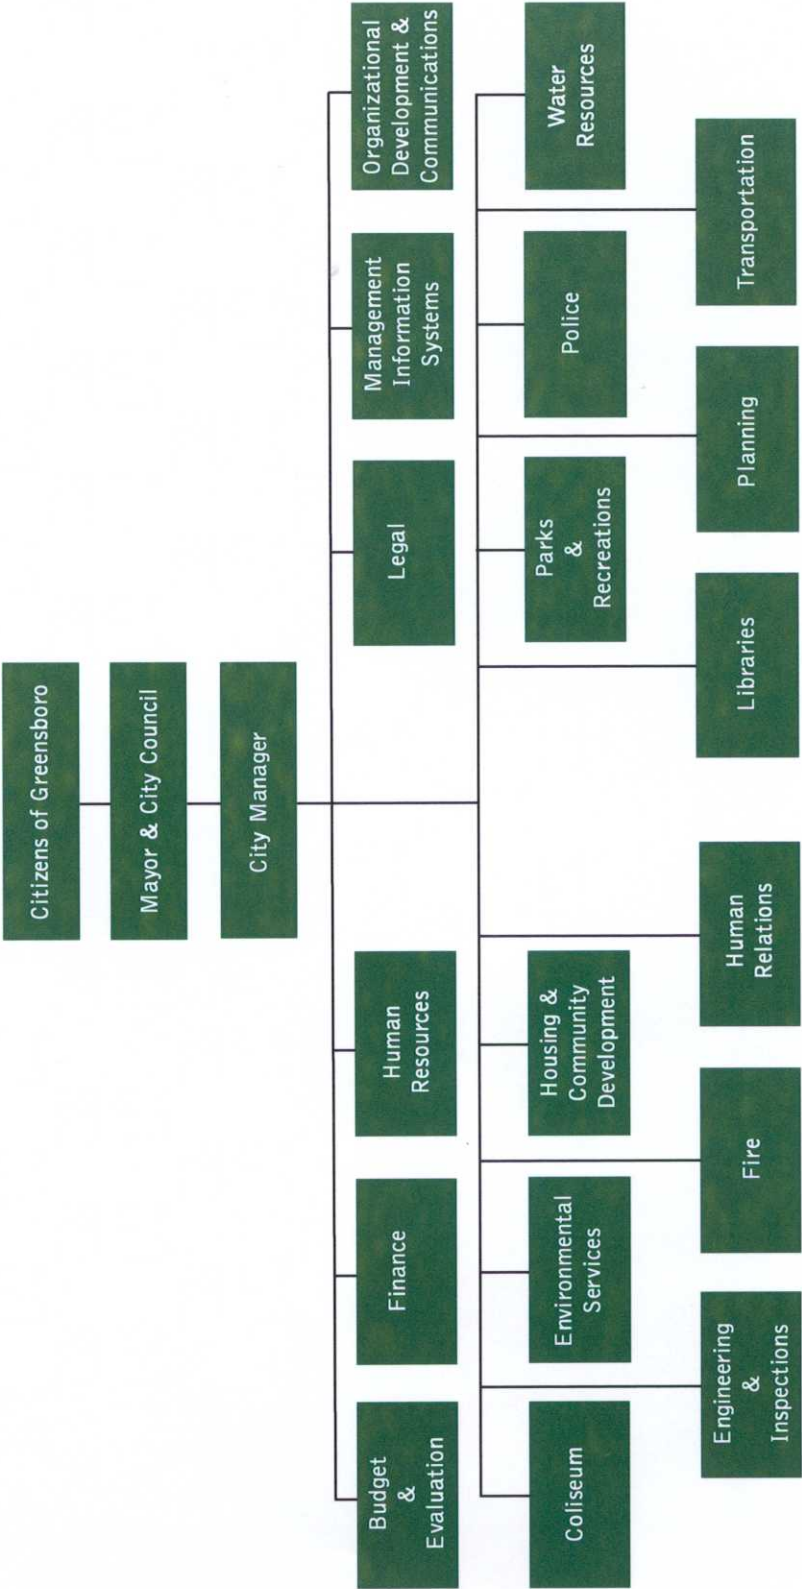 Citizens of Greensboro
Mayor & City Council
City Manager
Budget
&
Evaluation
Finance
Human
Resources
Legal
Management
Information
Systems
Organizational
Development &
Communications
Coliseum
Environmental
Services
Housing &
Community
Development
Parks
&
Recreations
Police
Water
Resources
Engineering
&
Inspections
Fire
Human
Relations
Libraries
Planning
Transportation